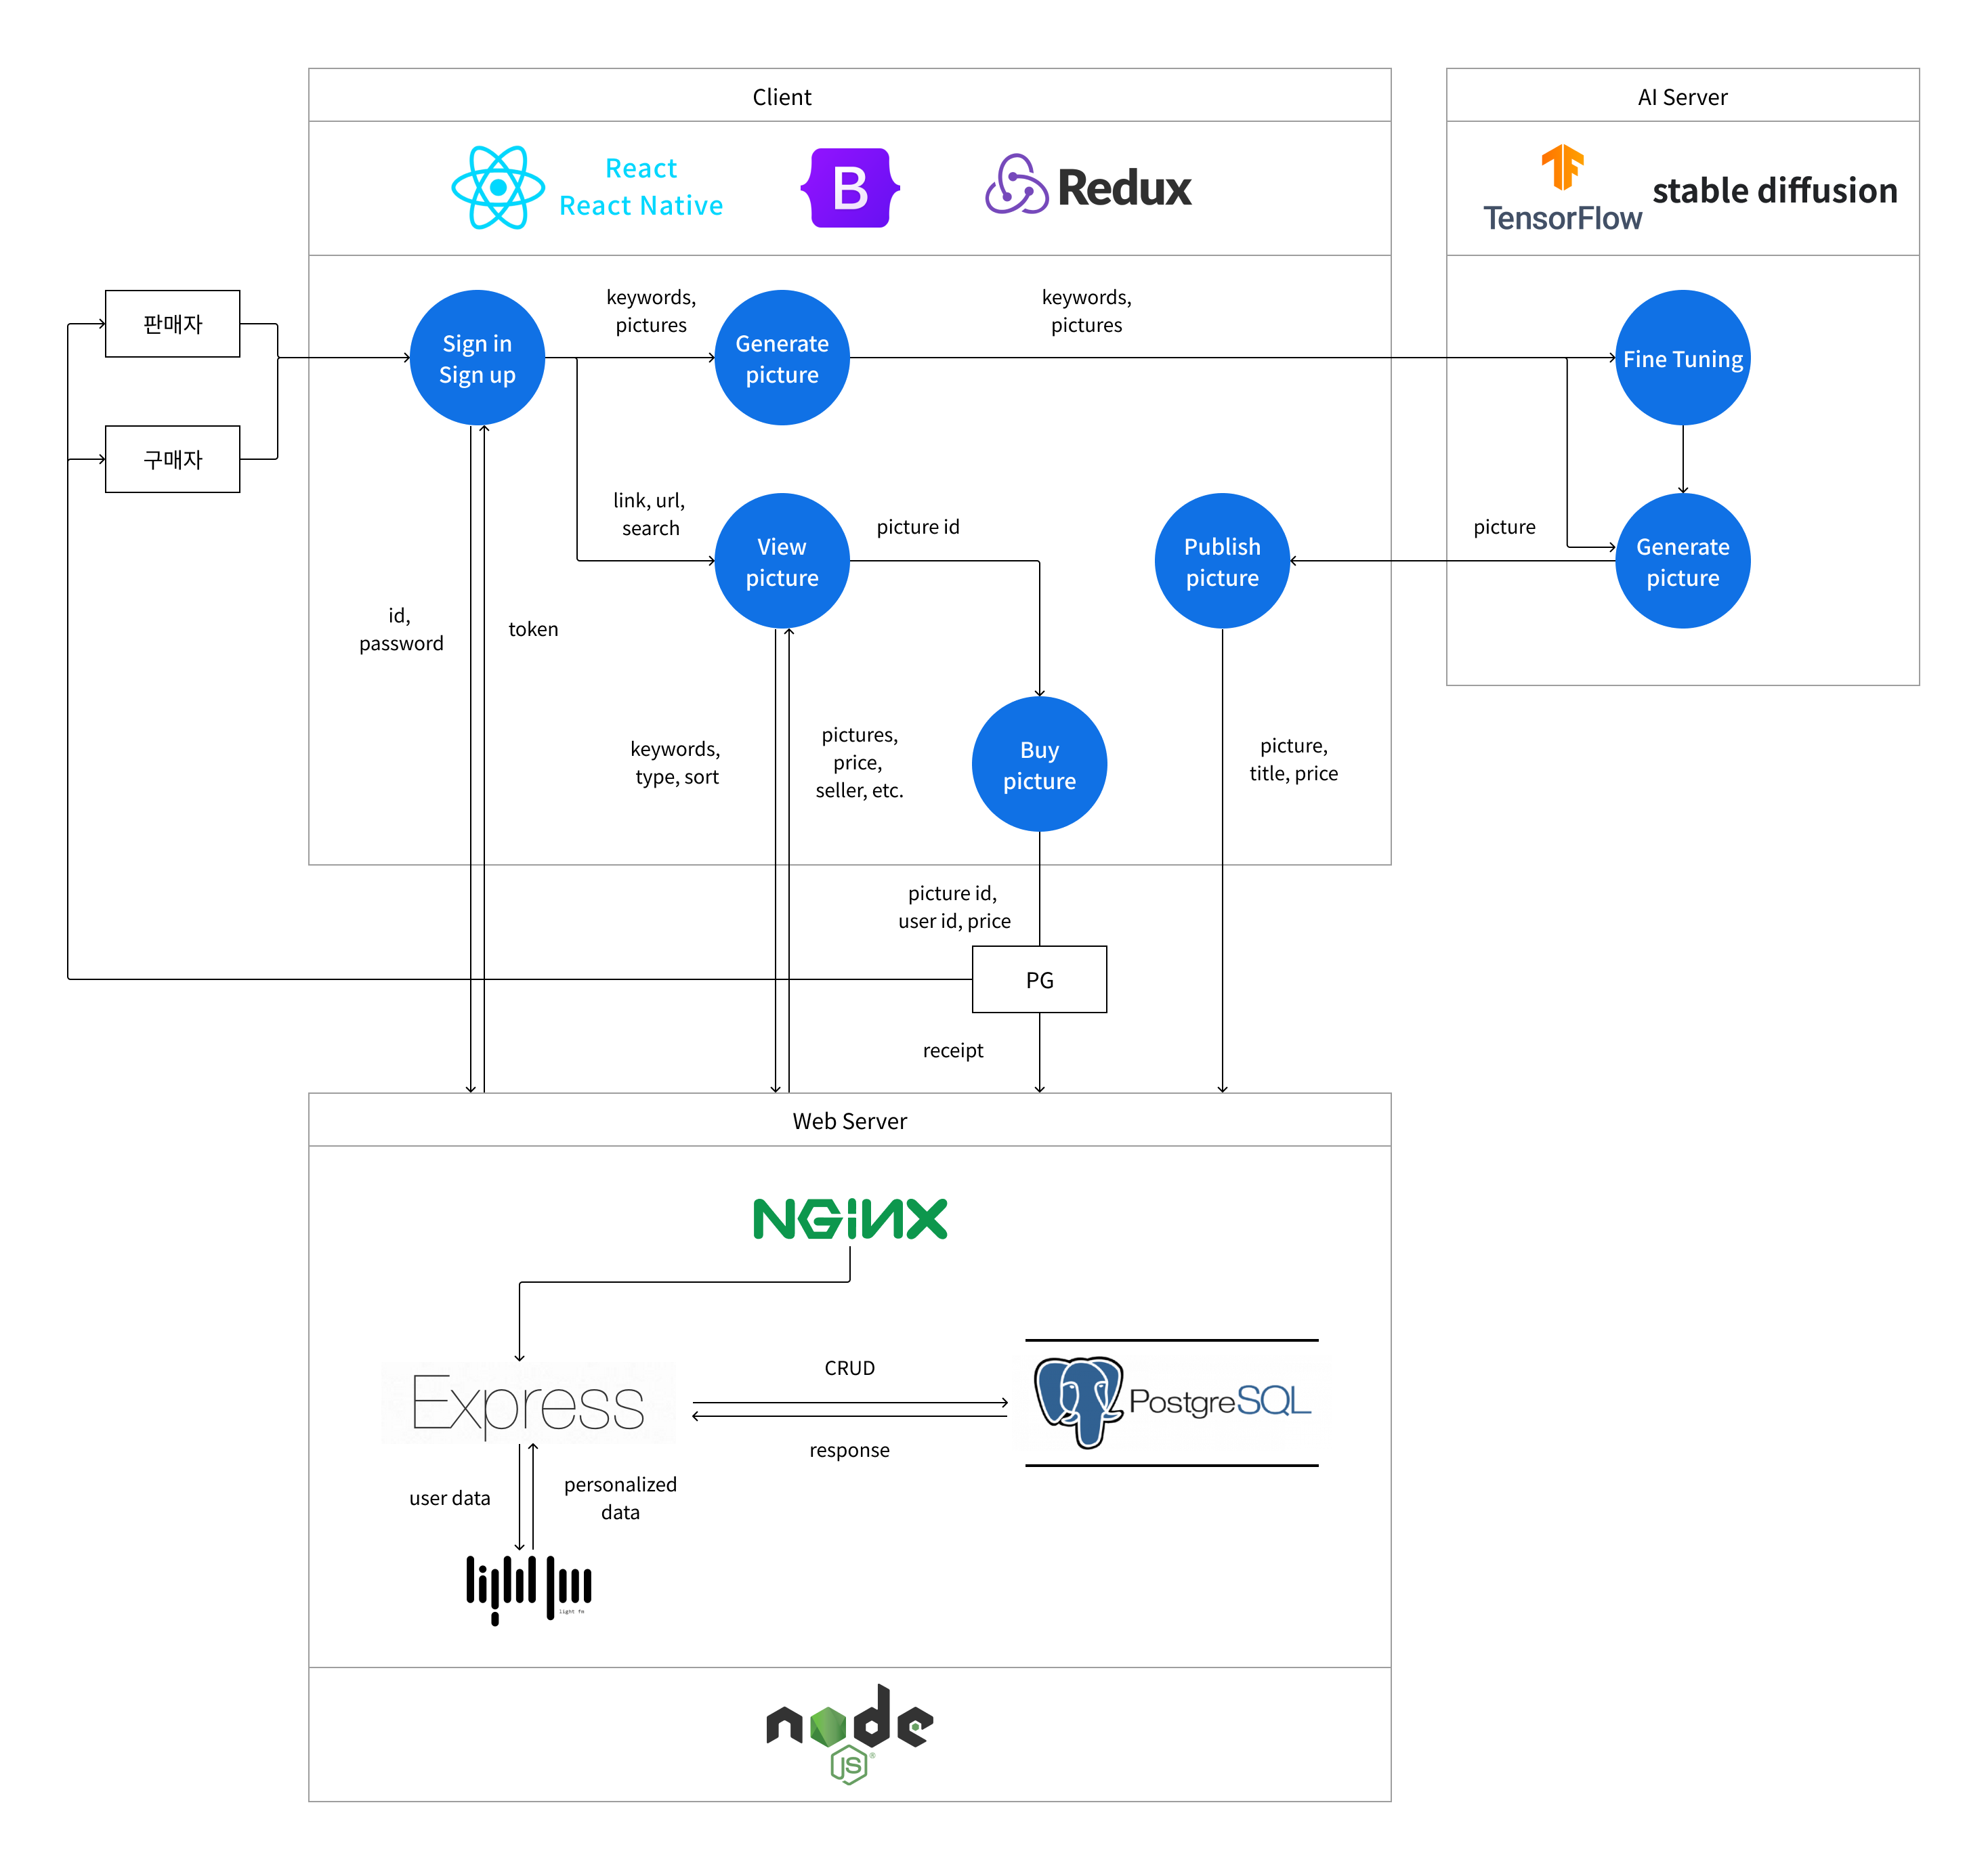 Client
AI Server
React
React Native
B
Redux
TensorFlow
stable diffusion
판매자
구매자
Sign in
Sign up
keywords,
pictures
Generate
picture
keywords,
pictures
Fine Tuning
link, url,
search
View
picture
picture id
Publish
picture
picture
Generate
picture
id,
password
token
keywords,
type, sort
pictures,
price,
seller, etc.
Buy
picture
picture,
title, price
picture id,
user id, price
PG
receipt
Web Server
NGiNX
Express
CRUD
response
PostgreSQL
user data
personalized
data
light fm
light fm
node
JS®